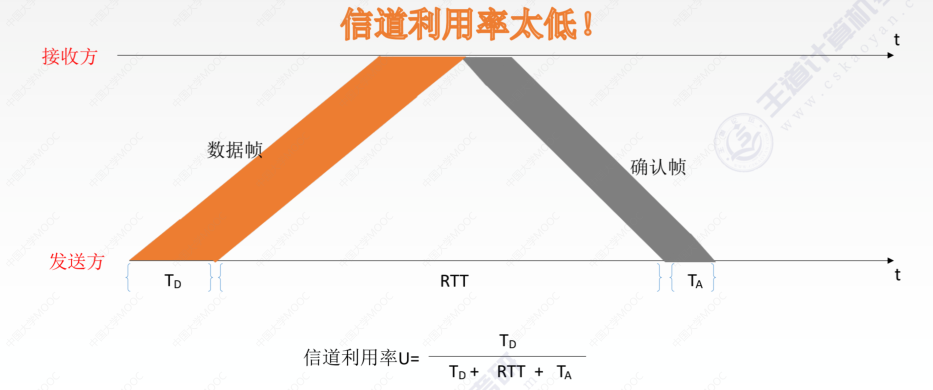 信道利用率太低！
接收方
t
数据帧
确认帧
发送方
t
T_D
RTT
T_A
信道利用率U=
T_D
T_D + RTT + T_A
王道计算机
www.cskaoyan.c
中国大学MOOC